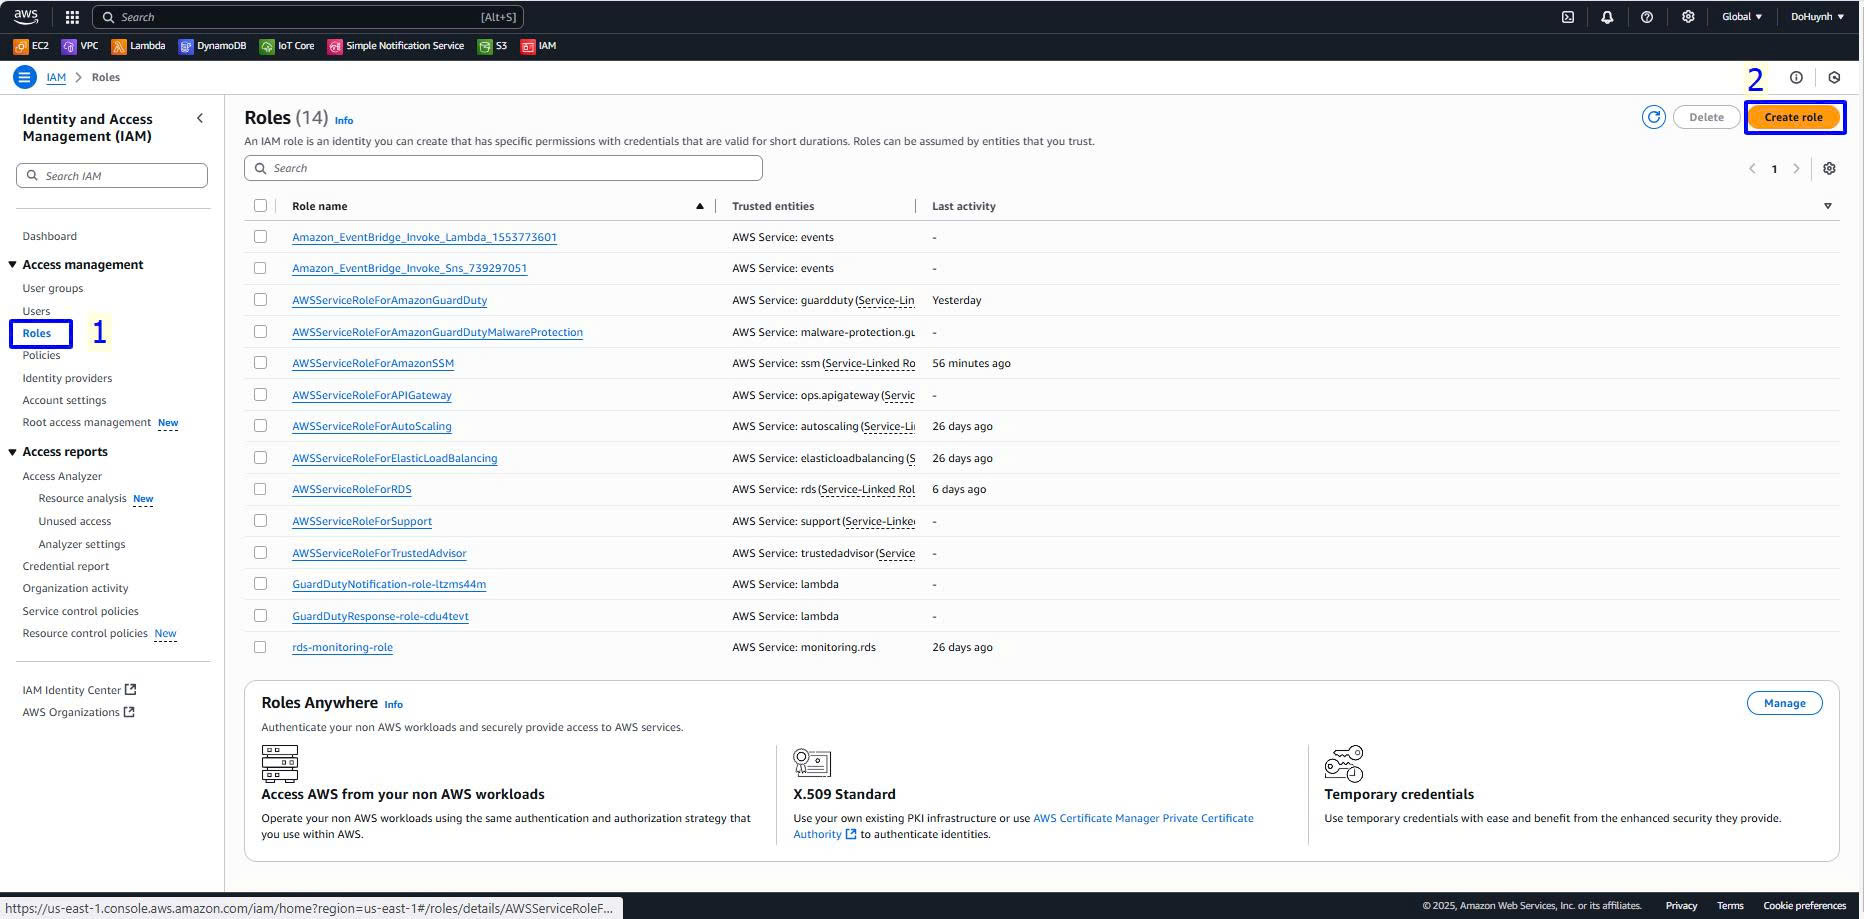 aws
Search [Alt+S]
Global
DoHuynh
EC2 VPC Lambda DynamoDB IoT Core Simple Notification Service S3 IAM
IAM > Roles
2
Identity and Access Management (IAM)
Search IAM
Dashboard
Access management
User groups
Users
Roles
1
Policies
Identity providers
Account settings
Root access management New
Access reports
Access Analyzer
Resource analysis New
Unused access
Analyzer settings
Credential report
Organization activity
Service control policies
Resource control policies New
IAM Identity Center
AWS Organizations
Roles (14) Info
Delete
Create role
An IAM role is an identity you can create that has specific permissions with credentials that are valid for short durations. Roles can be assumed by entities that you trust.
Search
1
Role name Trusted entities Last activity
Amazon_EventBridge_Invoke_Lambda_1553773601 AWS Service: events -
Amazon_EventBridge_Invoke_Sns_739297051 AWS Service: events -
AWSServiceRoleForAmazonGuardDuty AWS Service: guardduty (Service-Lin Yesterday
AWSServiceRoleForAmazonGuardDutyMalwareProtection AWS Service: malware-protection.gu -
AWSServiceRoleForAmazonSSM AWS Service: ssm (Service-Linked Ro 56 minutes ago
AWSServiceRoleForAPIGateway AWS Service: ops.apigateway (Servic -
AWSServiceRoleForAutoScaling AWS Service: autoscaling (Service-Li 26 days ago
AWSServiceRoleForElasticLoadBalancing AWS Service: elasticloadbalancing (S 26 days ago
AWSServiceRoleForRDS AWS Service: rds (Service-Linked Rol 6 days ago
AWSServiceRoleForSupport AWS Service: support (Service-Linke -
AWSServiceRoleForTrustedAdvisor AWS Service: trustedadvisor (Service -
GuardDutyNotification-role-ltzms44m AWS Service: lambda -
GuardDutyResponse-role-cdu4tevt AWS Service: lambda -
rds-monitoring-role AWS Service: monitoring.rds 26 days ago
Roles Anywhere Info
Manage
Authenticate your non AWS workloads and securely provide access to AWS services.
Access AWS from your non AWS workloads
Operate your non AWS workloads using the same authentication and authorization strategy that
you use within AWS.
X.509 Standard
Use your own existing PKI infrastructure or use AWS Certificate Manager Private Certificate
Authority to authenticate identities.
Temporary credentials
Use temporary credentials with ease and benefit from the enhanced security they provide.
https://us-east-1.console.aws.amazon.com/iam/home?region=us-east-1#/roles/details/AWSServiceRoleF...
© 2025, Amazon Web Services, Inc. or its affiliates. Privacy Terms Cookie preferences